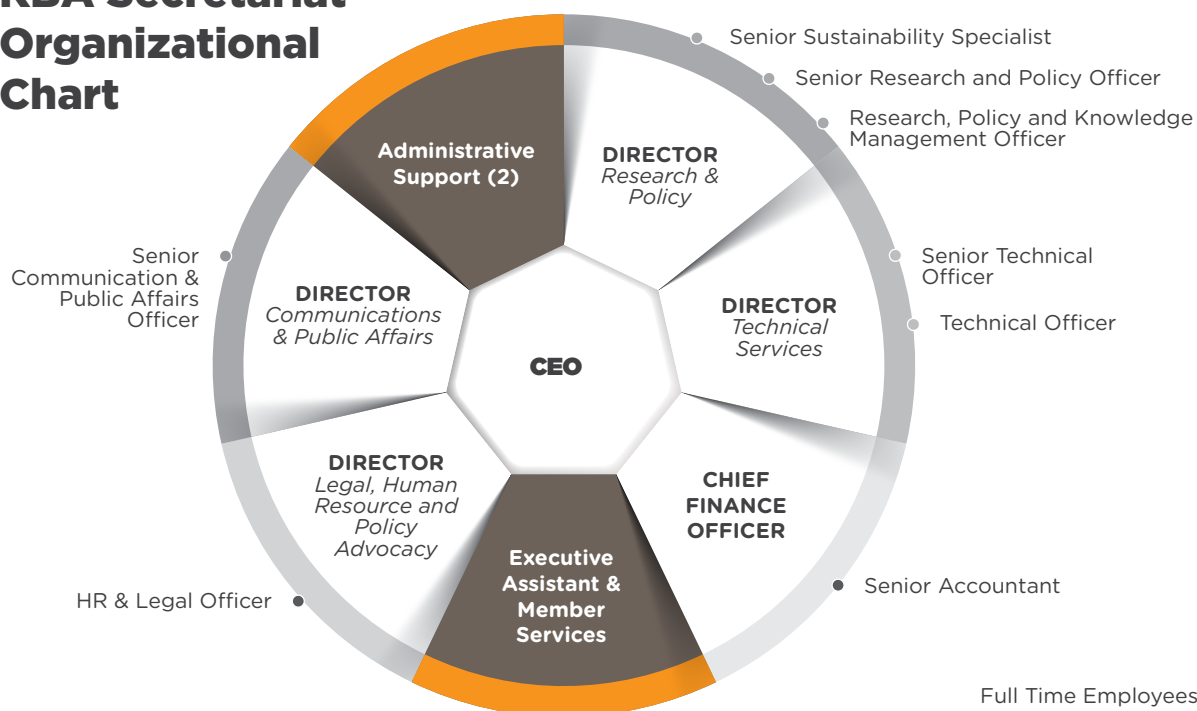 KBA Secretariat
Organizational
Chart
Senior Sustainability Specialist
Senior Research and Policy Officer
Research, Policy and Knowledge
Management Officer
Administrative
Support (2)
DIRECTOR
Research &
Policy
Senior
Communication &
Public Affairs
Officer
DIRECTOR
Communications
& Public Affairs
CEO
DIRECTOR
Technical
Services
Senior Technical
Officer
Technical Officer
DIRECTOR
Legal, Human
Resource and
Policy
Advocacy
CHIEF
FINANCE
OFFICER
Executive
Assistant &
Member
Services
HR & Legal Officer
Senior Accountant
Full Time Employees